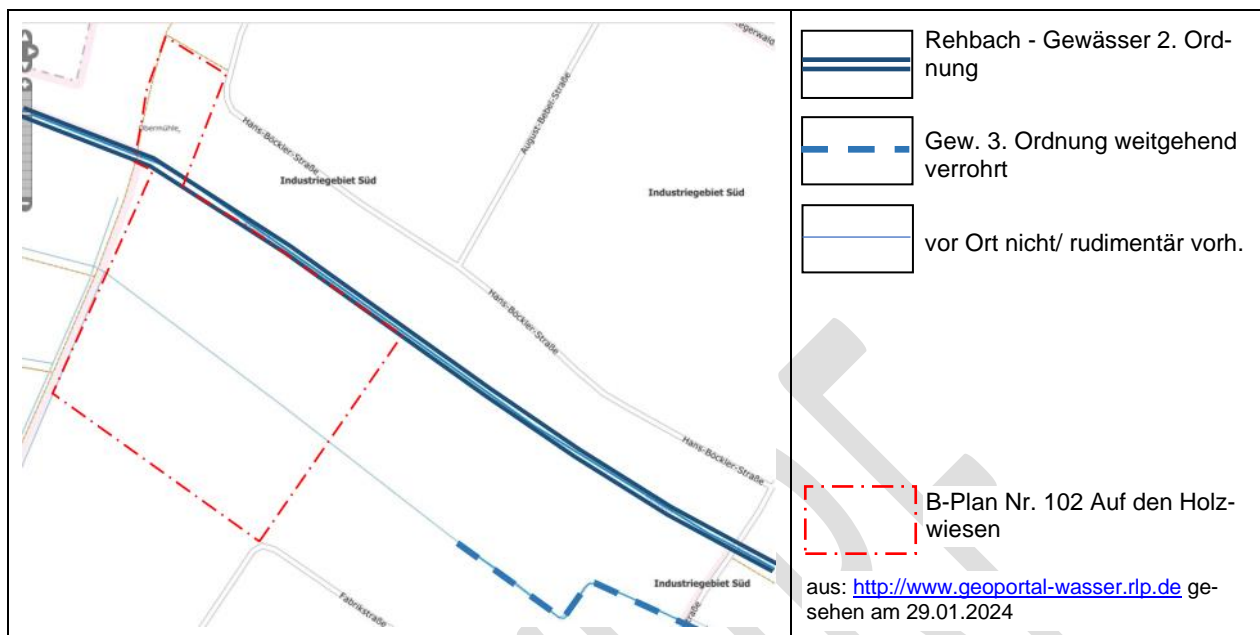 egerwald
Obermühle,
Hans-Böckler-Straße
August-Bebel-Straße
Industriegebiet Süd
Industriegebiet Süd
Hans-Böckler-Straße
Hans-Böckler-Straße
Industriegebiet Süd
Fabrikstraße
raße
Rehbach - Gewässer 2. Ord-
nung
Gew. 3. Ordnung weitgehend
verrohrt
vor Ort nicht/ rudimentär vorh.
B-Plan Nr. 102 Auf den Holz-
wiesen
aus: http://www.geoportal-wasser.rlp.de ge-
sehen am 29.01.2024